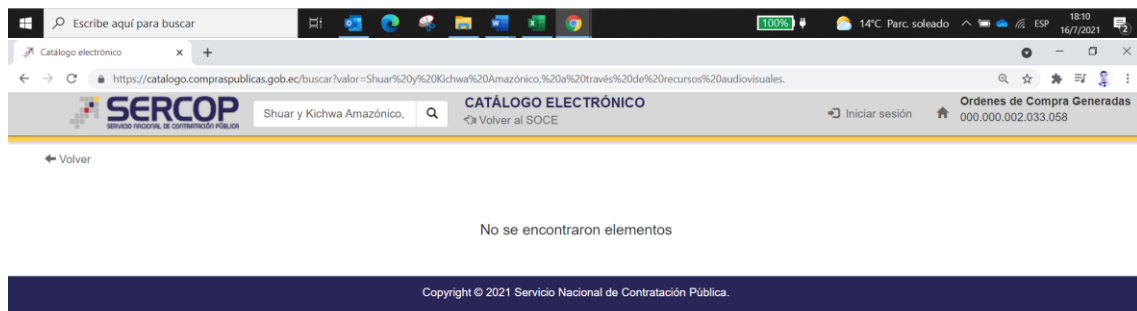 Escribe aquí para buscar
100%
14°C Parc. soleado
ESP
18:10
16/7/2021
2
Catálogo electrónico
https://catalogo.compraspublicas.gob.ec/buscar?valor=Shuar%20y%20Kichwa%20Amazónico,%20a%20través%20de%20recursos%20audiovisuales.
SERCOP
SERVICIO NACIONAL DE CONTRATACIÓN PÚBLICA
Shuar y Kichwa Amazónico,
CATÁLOGO ELECTRÓNICO
Volver al SOCE
Iniciar sesión
Ordenes de Compra Generadas
000.000.002.033.058
Volver
No se encontraron elementos
Copyright © 2021 Servicio Nacional de Contratación Pública.